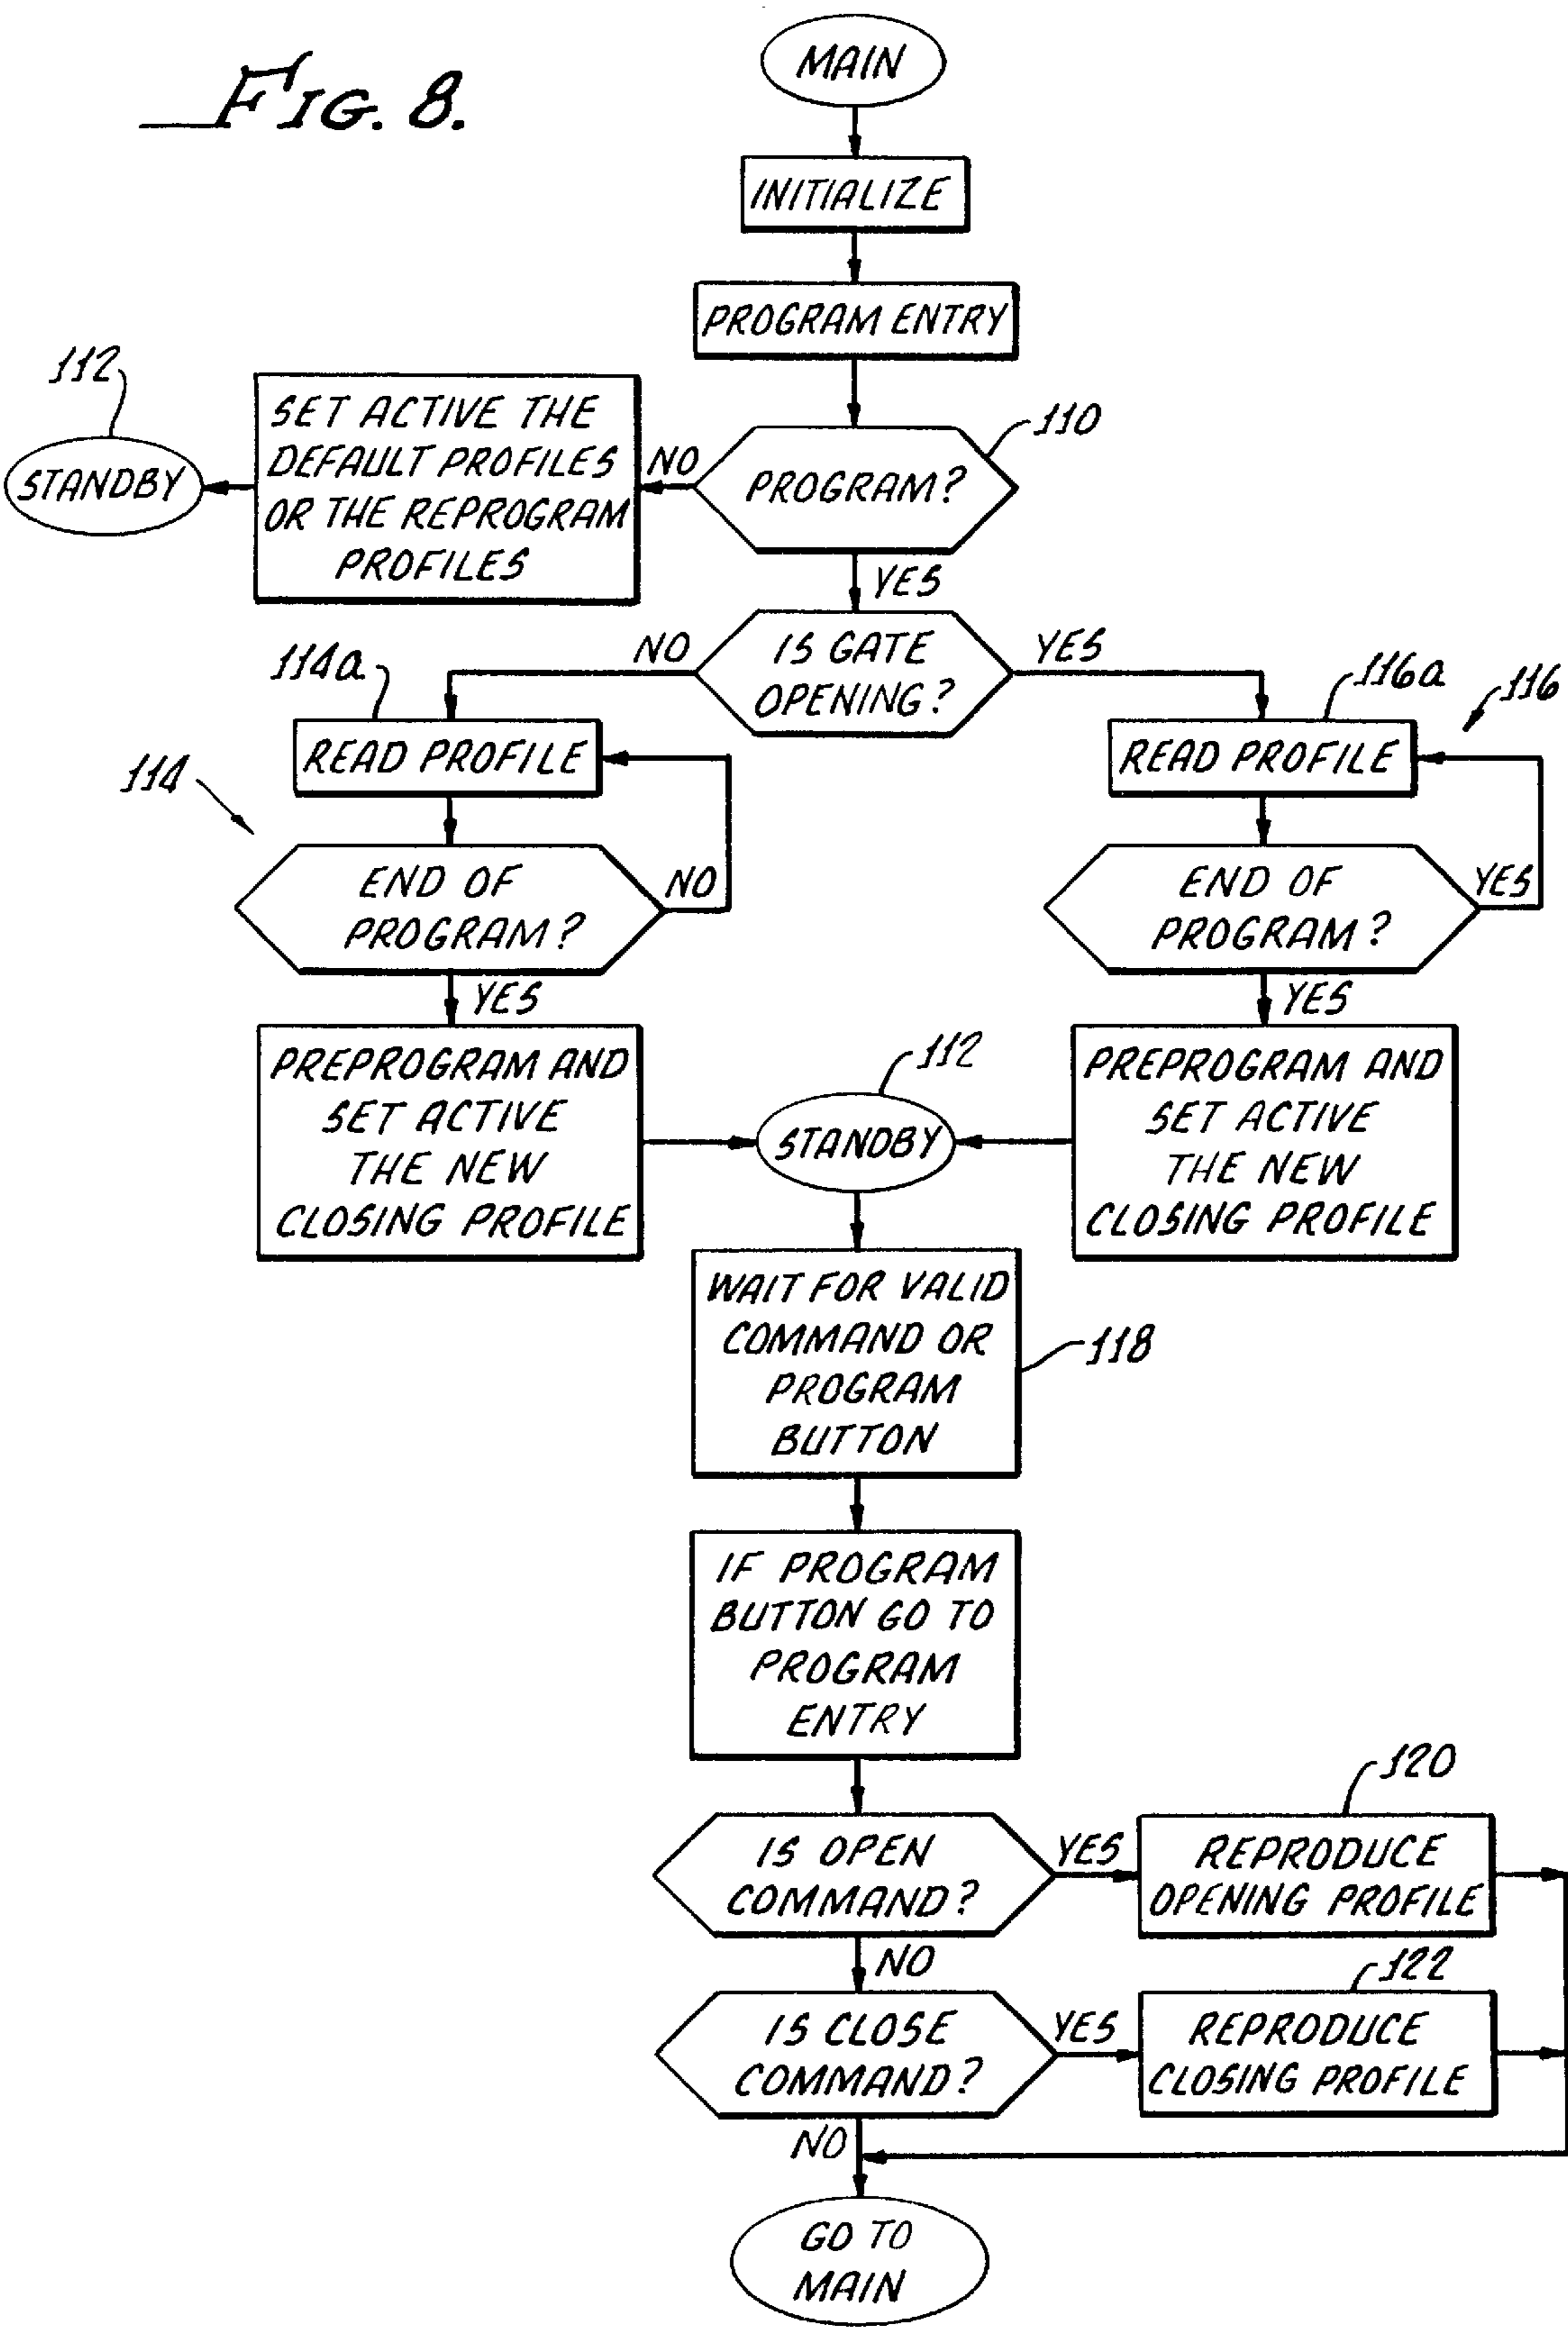 FIG. 8.
MAIN
INITIALIZE
PROGRAM ENTRY
112
STANDBY
SET ACTIVE THE
DEFAULT PROFILES
OR THE REPROGRAM
PROFILES
NO
PROGRAM?
110
YES
NO
IS GATE
OPENING?
YES
114a
READ PROFILE
114
END OF
PROGRAM?
NO
YES
PREPROGRAM AND
SET ACTIVE
THE NEW
CLOSING PROFILE
116a
116
READ PROFILE
END OF
PROGRAM?
YES
YES
PREPROGRAM AND
SET ACTIVE
THE NEW
CLOSING PROFILE
112
STANDBY
WAIT FOR VALID
COMMAND OR
PROGRAM
BUTTON
118
IF PROGRAM
BUTTON GO TO
PROGRAM
ENTRY
IS OPEN
COMMAND?
YES
120
REPRODUCE
OPENING PROFILE
NO
IS CLOSE
COMMAND?
YES
122
REPRODUCE
CLOSING PROFILE
NO
GO TO
MAIN